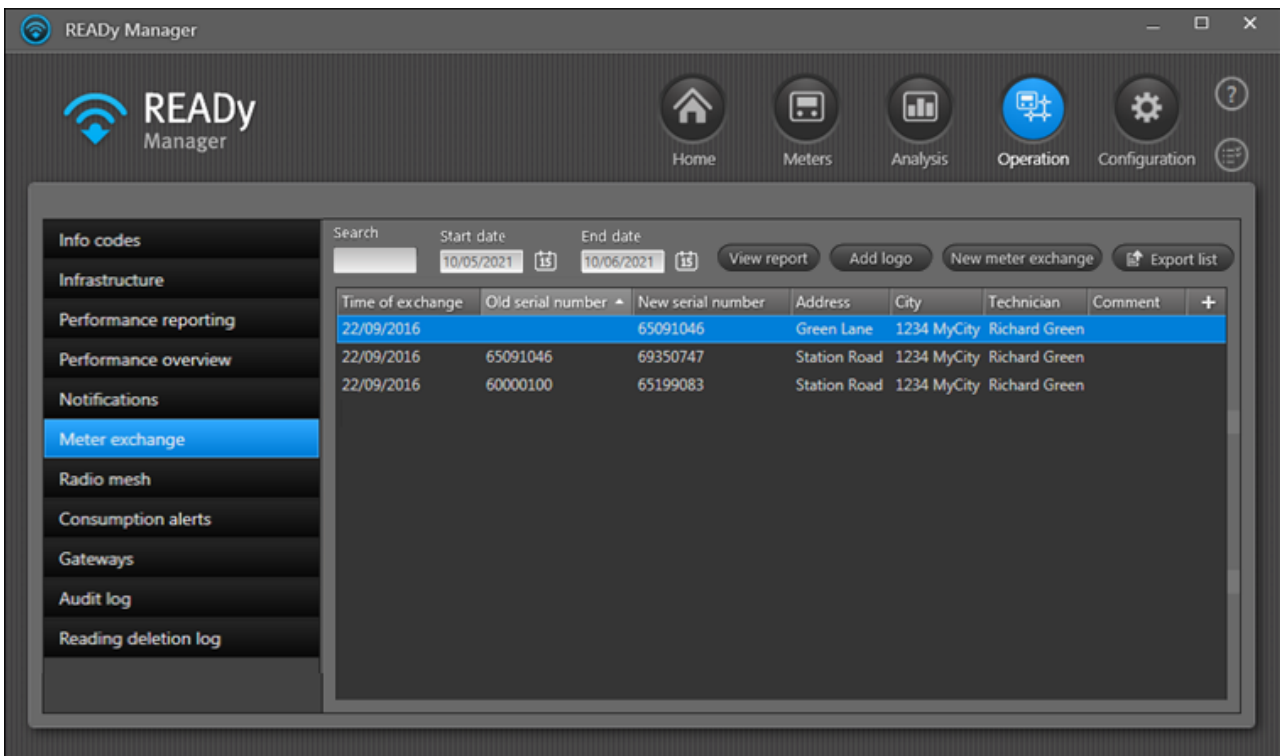 READy Manager
READy
Manager
Home Meters Analysis Operation Configuration
?
Info codes
Infrastructure
Performance reporting
Performance overview
Notifications
Meter exchange
Radio mesh
Consumption alerts
Gateways
Audit log
Reading deletion log
Search Start date End date
10/05/2021 15 10/06/2021 15 View report Add logo New meter exchange Export list
Time of exchange Old serial number New serial number Address City Technician Comment +
22/09/2016 65091046 Green Lane 1234 MyCity Richard Green
22/09/2016 65091046 69350747 Station Road 1234 MyCity Richard Green
22/09/2016 60000100 65199083 Station Road 1234 MyCity Richard Green